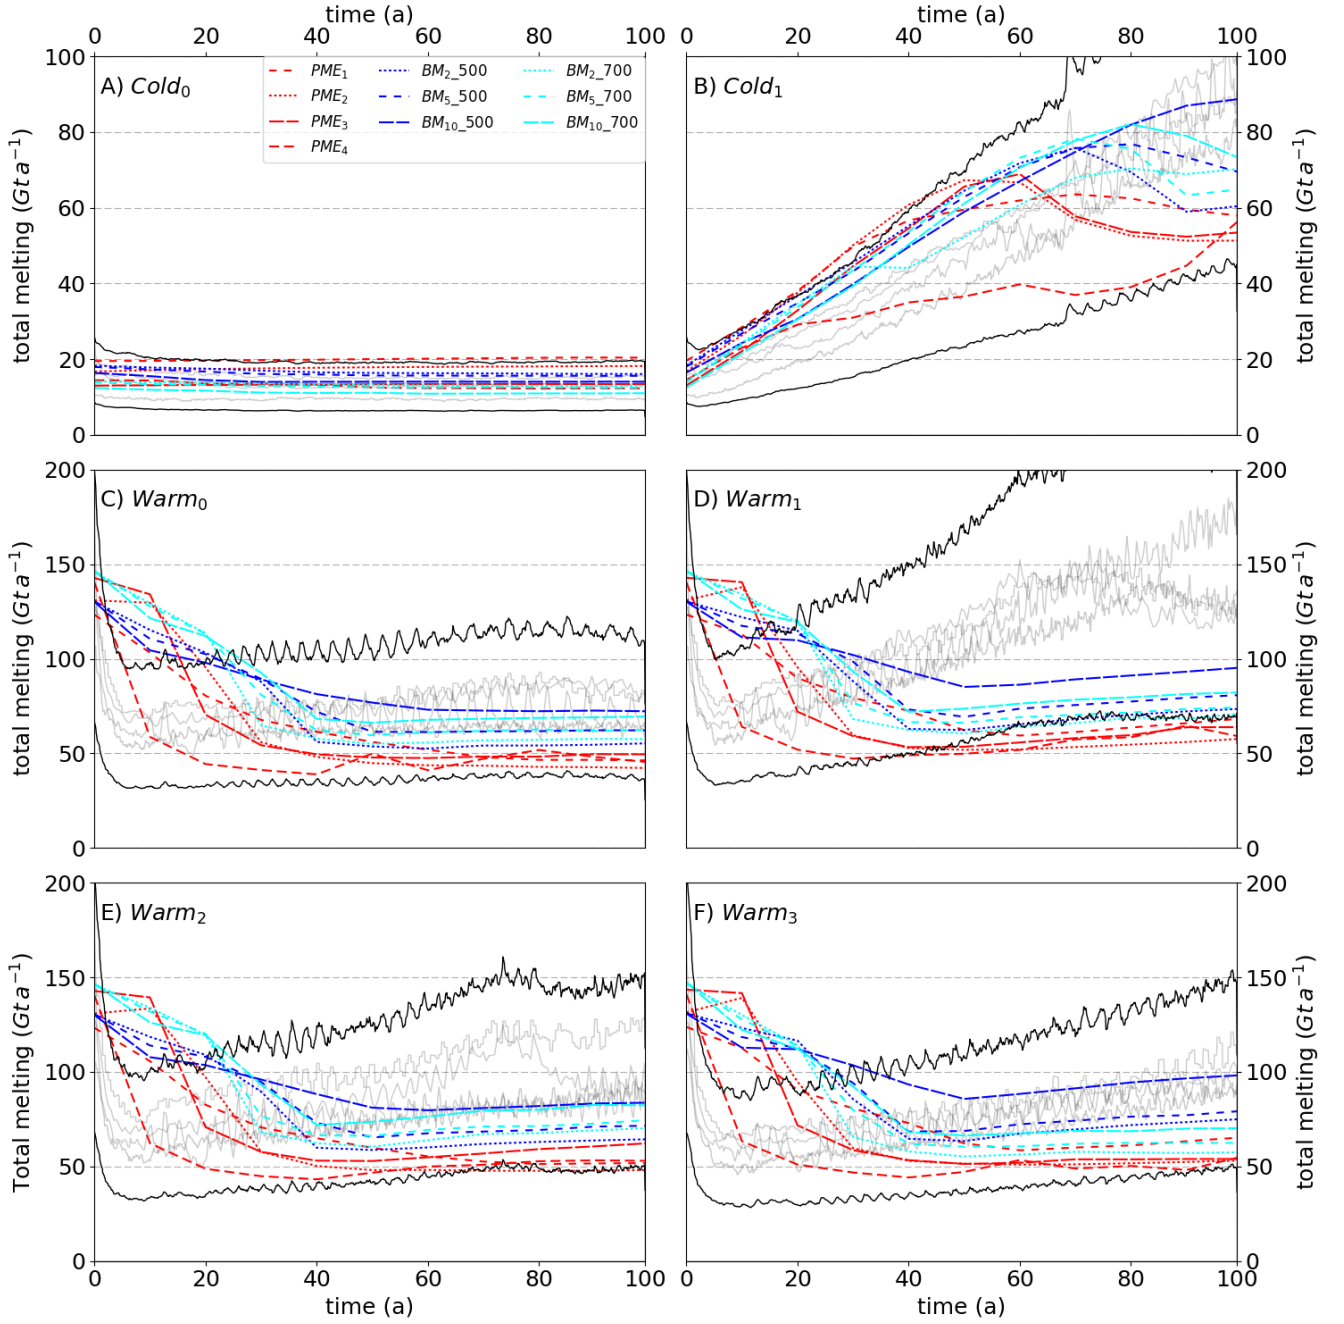 time (a)
time (a)
0 20 40 60 80 100
0 20 40 60 80 100
A) Cold₀
PME₁ BM₂_500 BM₂_700
PME₂ BM₅_500 BM₅_700
PME₃ BM₁₀_500 BM₁₀_700
PME₄
100
80
60
40
20
0
total melting (Gt a⁻¹)
B) Cold₁
100
80
60
40
20
0
total melting (Gt a⁻¹)
C) Warm₀
200
150
100
50
0
total melting (Gt a⁻¹)
D) Warm₁
200
150
100
50
0
total melting (Gt a⁻¹)
E) Warm₂
200
150
100
50
0
Total melting (Gt a⁻¹)
F) Warm₃
200
150
100
50
0
total melting (Gt a⁻¹)
0 20 40 60 80 100
0 20 40 60 80 100
time (a)
time (a)